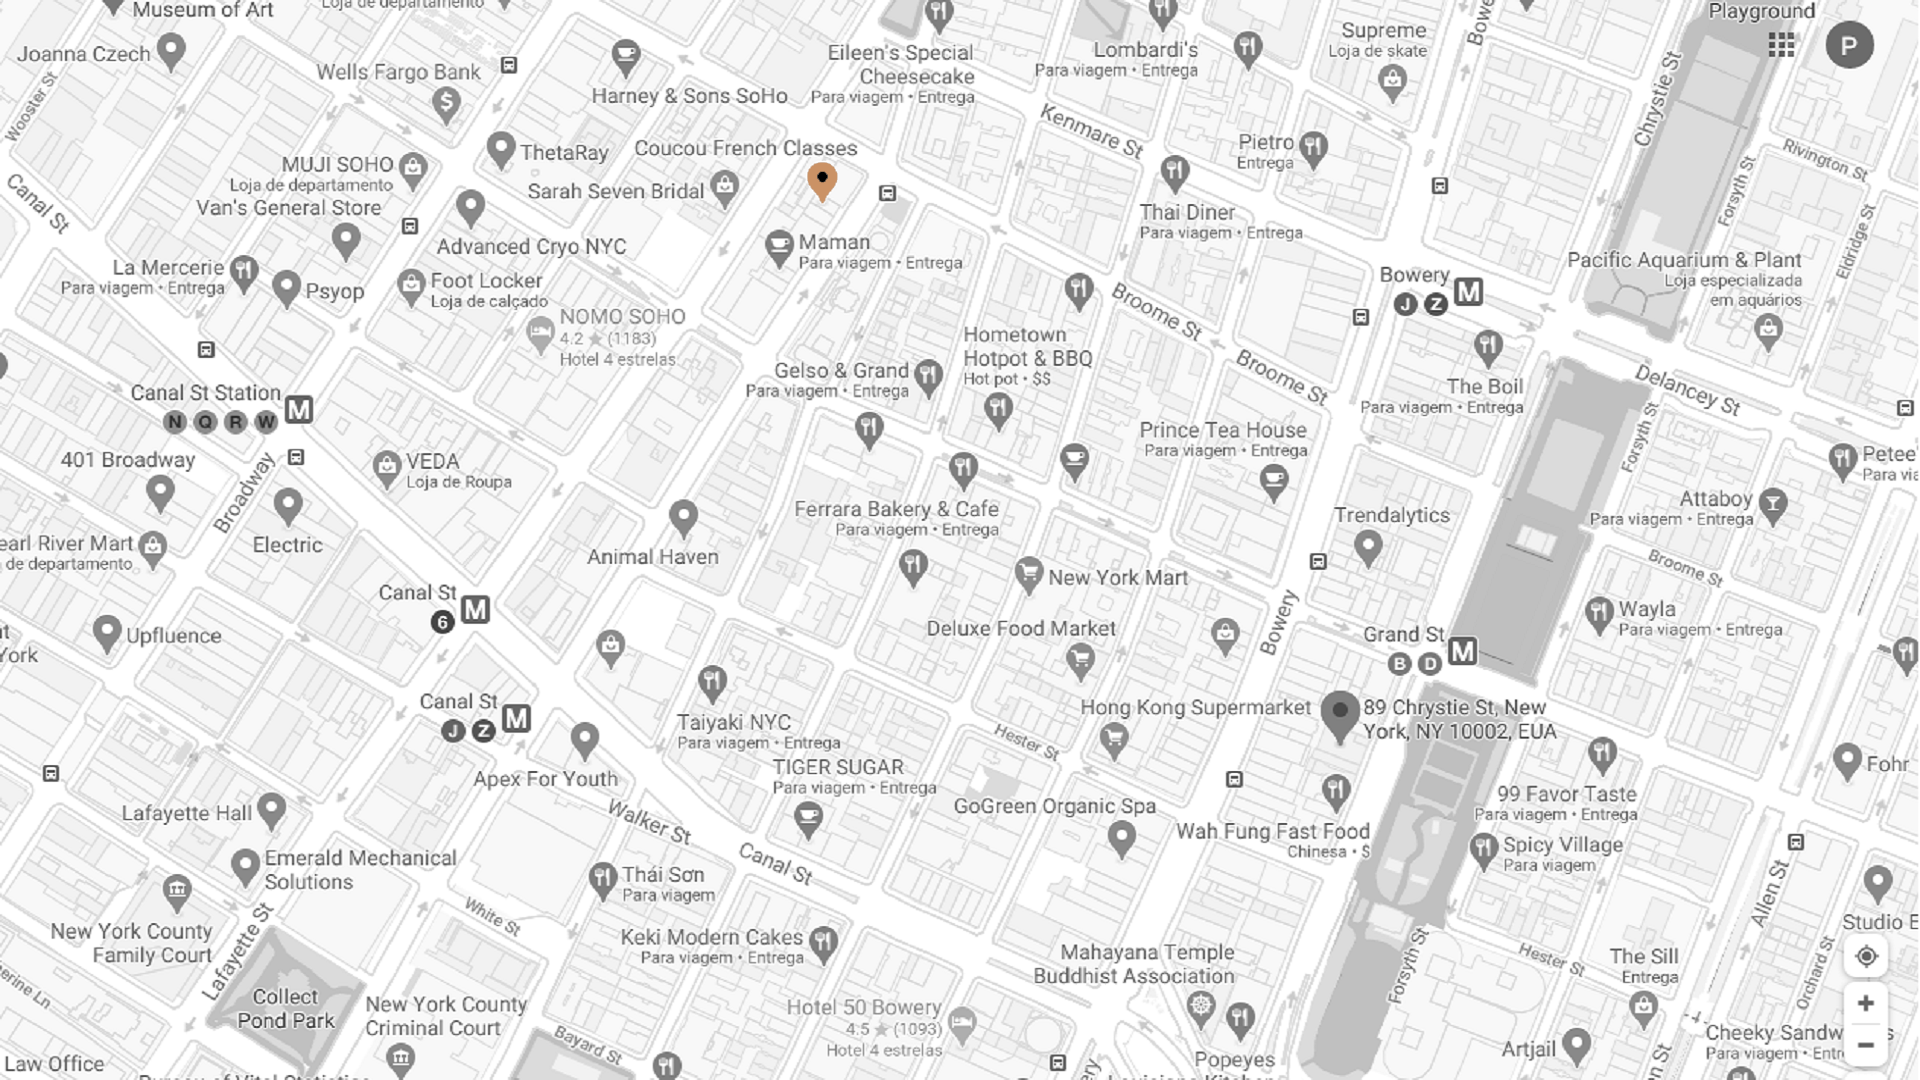 Museum of Art
Loja de departamento
Playground
P
Joanna Czech
Wells Fargo Bank
Wooster St
Harney & Sons SoHo
Eileen's Special
Cheesecake
Para viagem • Entrega
Lombardi's
Para viagem • Entrega
Supreme
Loja de skate
Chrystie St
Kenmare St
Pietro
Entrega
Rivington St
ThetaRay
Coucou French Classes
MUJI SOHO
Loja de departamento
Van's General Store
Sarah Seven Bridal
Canal St
Forsyth St
Eldridge St
Thai Diner
Para viagem • Entrega
Advanced Cryo NYC
Maman
Para viagem • Entrega
La Mercerie
Para viagem • Entrega
Psyop
Foot Locker
Loja de calçado
Bowery
J Z M
Pacific Aquarium & Plant
Loja especializada
em aquários
Broome St
NOMO SOHO
4.2 ★ (1183)
Hotel 4 estrelas
Hometown
Hotpot & BBQ
Hot pot • $$
Gelso & Grand
Para viagem • Entrega
Broome St
The Boil
Para viagem • Entrega
Delancey St
Canal St Station
N Q R W M
Forsyth St
Prince Tea House
Para viagem • Entrega
401 Broadway
VEDA
Loja de Roupa
Broadway
Attaboy
Para viagem • Entrega
Ferrara Bakery & Cafe
Para viagem • Entrega
Trendalytics
Electric
earl River Mart
de departamento
Animal Haven
New York Mart
Broome St
Canal St
6 M
Bowery
Wayla
Para viagem • Entrega
Deluxe Food Market
Grand St
B D M
Upfluence
York
Canal St
J Z M
Hong Kong Supermarket
89 Chrystie St, New
York, NY 10002, EUA
Taiyaki NYC
Para viagem • Entrega
Hester St
Apex For Youth
TIGER SUGAR
Para viagem • Entrega
Fohr
Lafayette Hall
Walker St
GoGreen Organic Spa
99 Favor Taste
Para viagem • Entrega
Wah Fung Fast Food
Chinesa • $
Spicy Village
Para viagem
Emerald Mechanical
Solutions
Canal St
Thái Sơn
Para viagem
Allen St
White St
Studio E
New York County
Family Court
Lafayette St
Keki Modern Cakes
Para viagem • Entrega
Mahayana Temple
Buddhist Association
Forsyth St
Hester St
The Sill
Entrega
Orchard St
Collect
Pond Park
New York County
Criminal Court
Hotel 50 Bowery
4.5 ★ (1093)
Hotel 4 estrelas
Bayard St
Popeyes
Artjail
Cheeky Sandw
Para viagem • Entr
Law Office